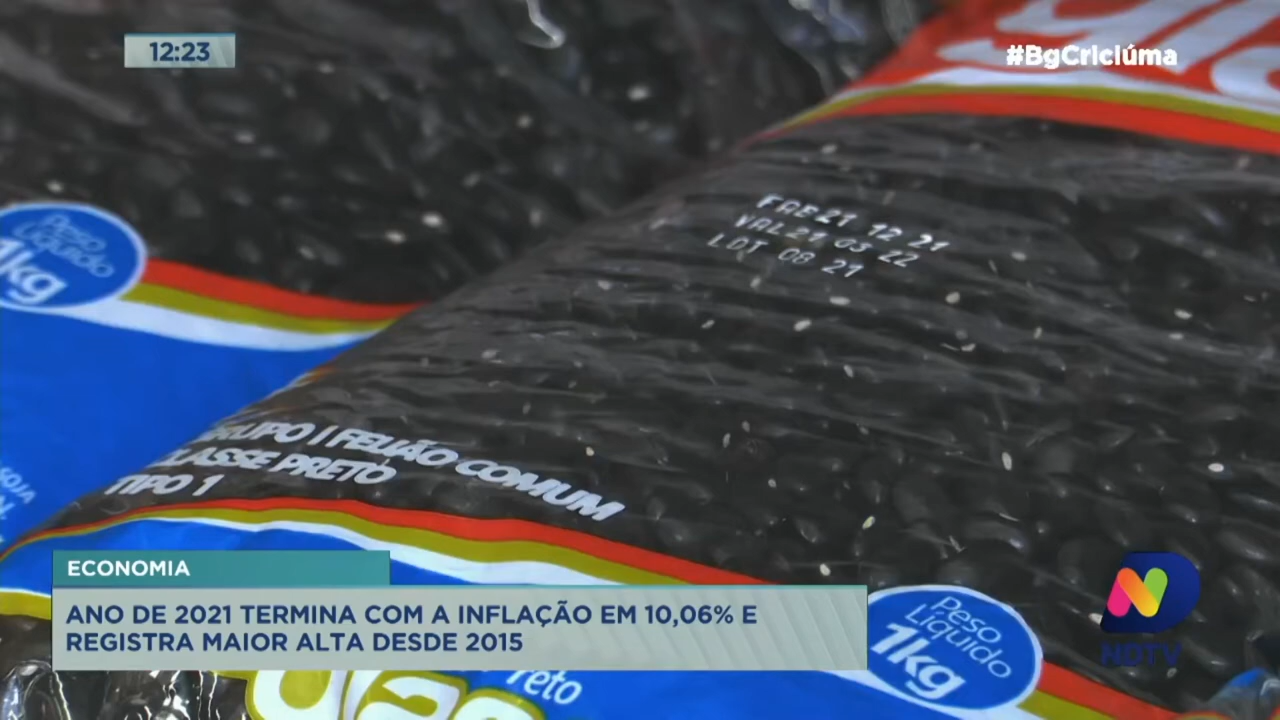 12:23
#BgCriciúma
FAB21 12 21
VAL21 03 22
LOT 08 21
Peso
Líquido
1kg
GRUPO I FEIJÃO COMUM
CLASSE PRETO
TIPO 1
SOJA
ECONOMIA
ANO DE 2021 TERMINA COM A INFLAÇÃO EM 10,06% E
REGISTRA MAIOR ALTA DESDE 2015
Peso
Líquido
1kg
NDTV